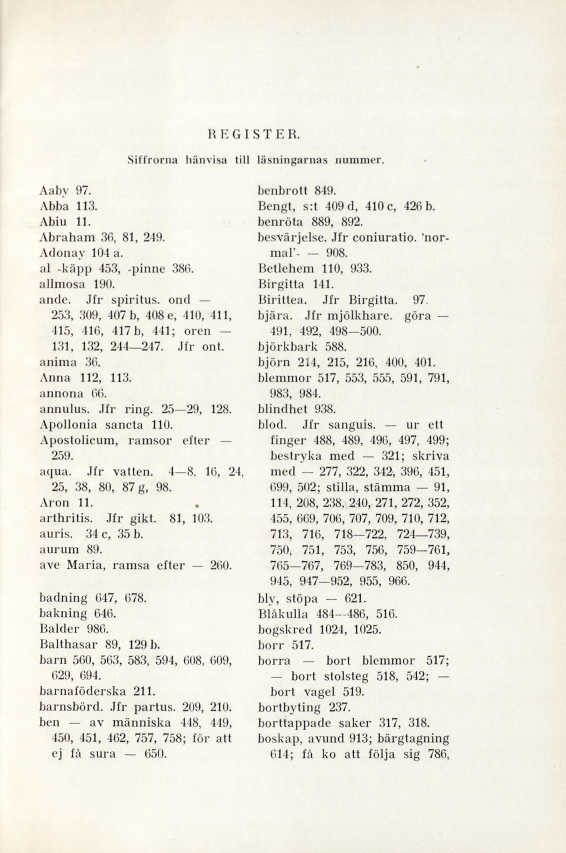 REGISTER.
Siffrorna hänvisa till läsningarnas nummer.
Aaby 97.
Abba 113.
Abiu 11.
Abraham 36, 81, 249.
Adonay 104 a.
al -käpp 453, -pinne 386.
allmosa 190.
ande. Jfr spiritus. ond —
253, 309, 407 b, 408 e, 410, 411,
415, 416, 417 b, 441; oren —
131, 132, 244—247. Jfr ont.
anima 36.
Anna 112, 113.
annona 66.
annulus. Jfr ring. 25—29, 128.
Apollonia sancta 110.
Apostolicum, ramsor efter —
259.
aqua. Jfr vatten. 4—8, 16, 24,
25, 38, 80, 87 g, 98.
Aron 11.
arthritis. Jfr gikt. 81, 103.
auris. 34 c, 35 b.
aurum 89.
ave Maria, ramsa efter — 260.
badning 647, 678.
bakning 646.
Balder 986.
Balthasar 89, 129 b.
barn 560, 563, 583, 594, 608, 609,
629, 694.
barnaföderska 211.
barnsbörd. Jfr partus. 209, 210.
ben — av människa 448, 449,
450, 451, 462, 757, 758; för att
ej få sura — 650.
benbrott 849.
Bengt, s:t 409 d, 410 c, 426 b.
benröta 889, 892.
besvärjelse. Jfr coniuratio. 'nor-
mal'- — 908.
Betlehem 110, 933.
Birgitta 141.
Birittea. Jfr Birgitta. 97.
bjära. Jfr mjölkhare. göra —
491, 492, 498—500.
björkbark 588.
björn 214, 215, 216, 400, 401.
blemmor 517, 553, 555, 591, 791,
983, 984.
blindhet 938.
blod. Jfr sanguis. — ur ett
finger 488, 489, 496, 497, 499;
bestryka med — 321; skriva
med — 277, 322, 342, 396, 451,
699, 502; stilla, stämma — 91,
114, 208, 238, 240, 271, 272, 352,
455, 669, 706, 707, 709, 710, 712,
713, 716, 718—722, 724—739,
750, 751, 753, 756, 759—761,
765—767, 769—783, 850, 944,
945, 947—952, 955, 966.
bly, stöpa — 621.
Blåkulla 484—486, 516.
bogskred 1024, 1025.
borr 517.
borra — bort blemmor 517;
— bort stolsteg 518, 542; —
bort vagel 519.
bortbyting 237.
borttappade saker 317, 318.
boskap, avund 913; bärgtagning
614; få ko att följa sig 786,